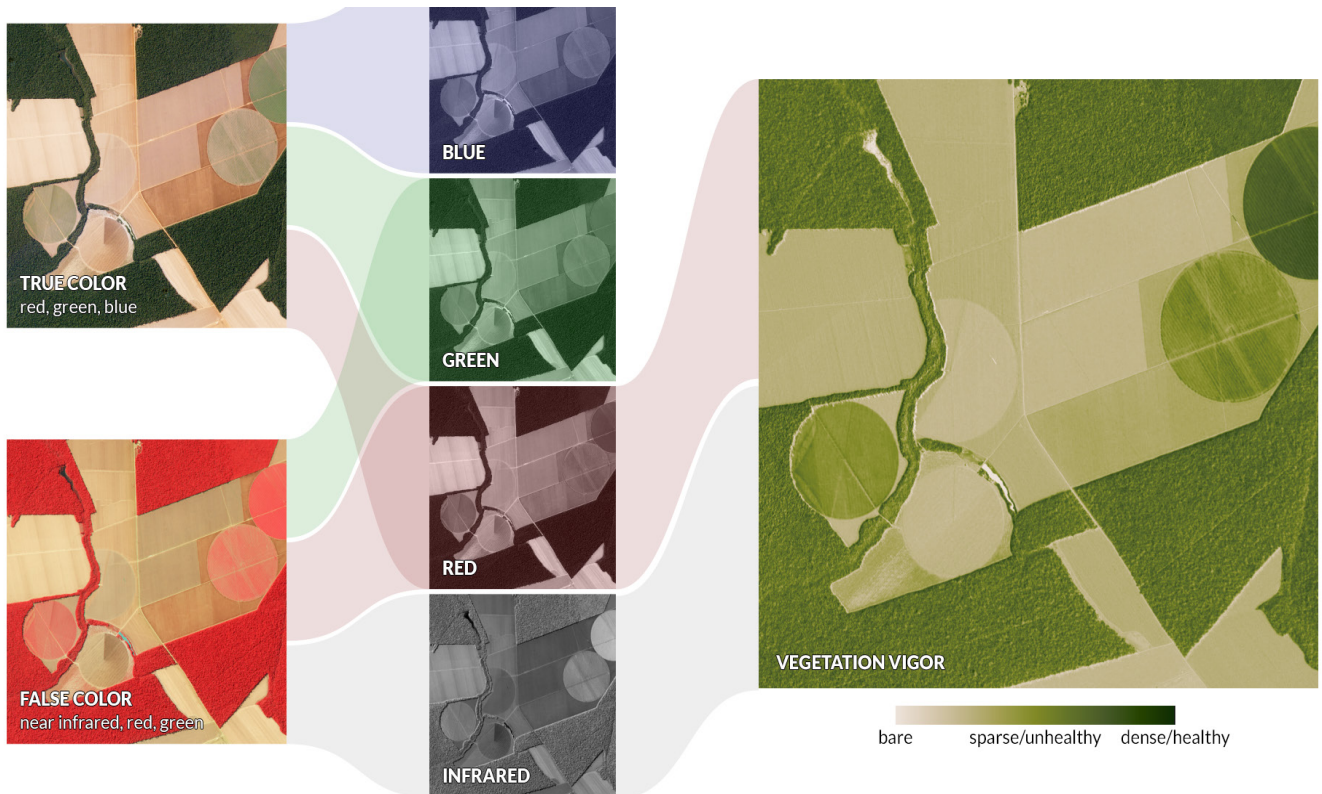 TRUE COLOR
red, green, blue
FALSE COLOR
near infrared, red, green
BLUE
GREEN
RED
INFRARED
VEGETATION VIGOR
bare sparse/unhealthy dense/healthy